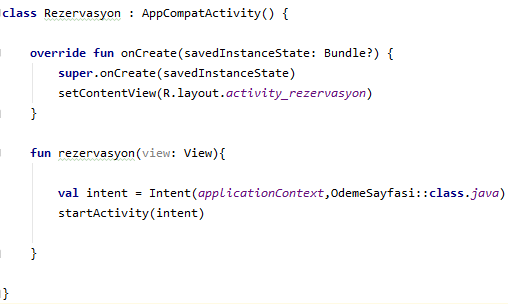 class Rezervasyon : AppCompatActivity() {
override fun onCreate(savedInstanceState: Bundle?) {
super.onCreate(savedInstanceState)
setContentView(R.layout.activity_rezervasyon)
}
fun rezervasyon(view: View){
val intent = Intent(applicationContext,OdemeSayfasi::class.java)
startActivity(intent)
}
}